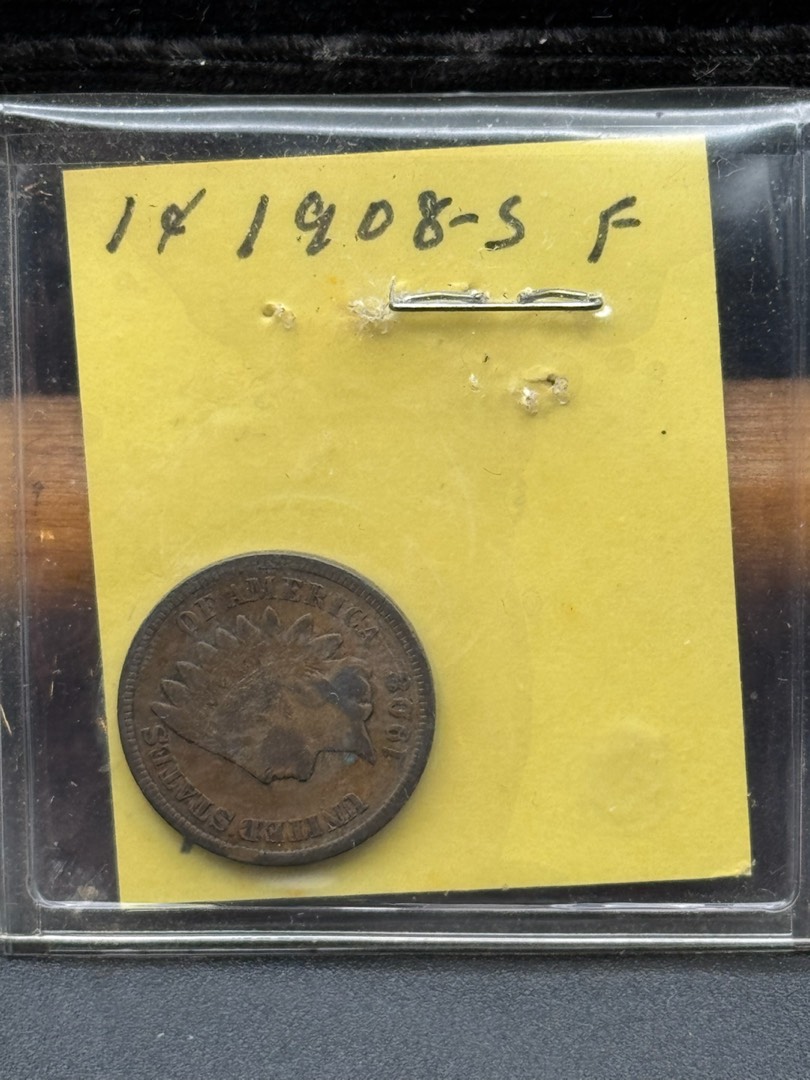 1¢ 1908-S F
UNITED STATES
OF AMERICA
1908